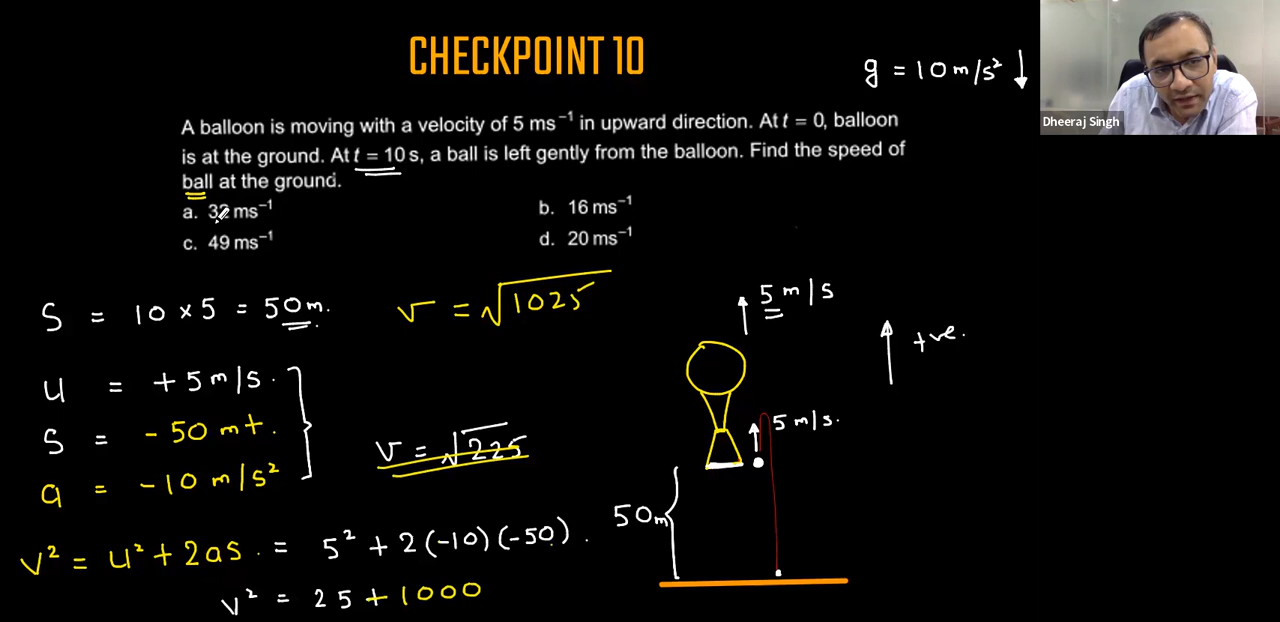 CHECKPOINT 10
g = 10 m/s² ↓
Dheeraj Singh
A balloon is moving with a velocity of 5 ms⁻¹ in upward direction. At t = 0, balloon
is at the ground. At t = 10 s, a ball is left gently from the balloon. Find the speed of
ball at the ground.
a. 32 ms⁻¹
b. 16 ms⁻¹
c. 49 ms⁻¹
d. 20 ms⁻¹
S = 10 × 5 = 50m.
v = √1025
5 m/s
+ve.
u = +5 m/s.
S = -50 mt.
a = -10 m/s²
v = √225
5 m/s.
50m
v² = u² + 2as. = 5² + 2(-10)(-50).
v² = 25 + 1000